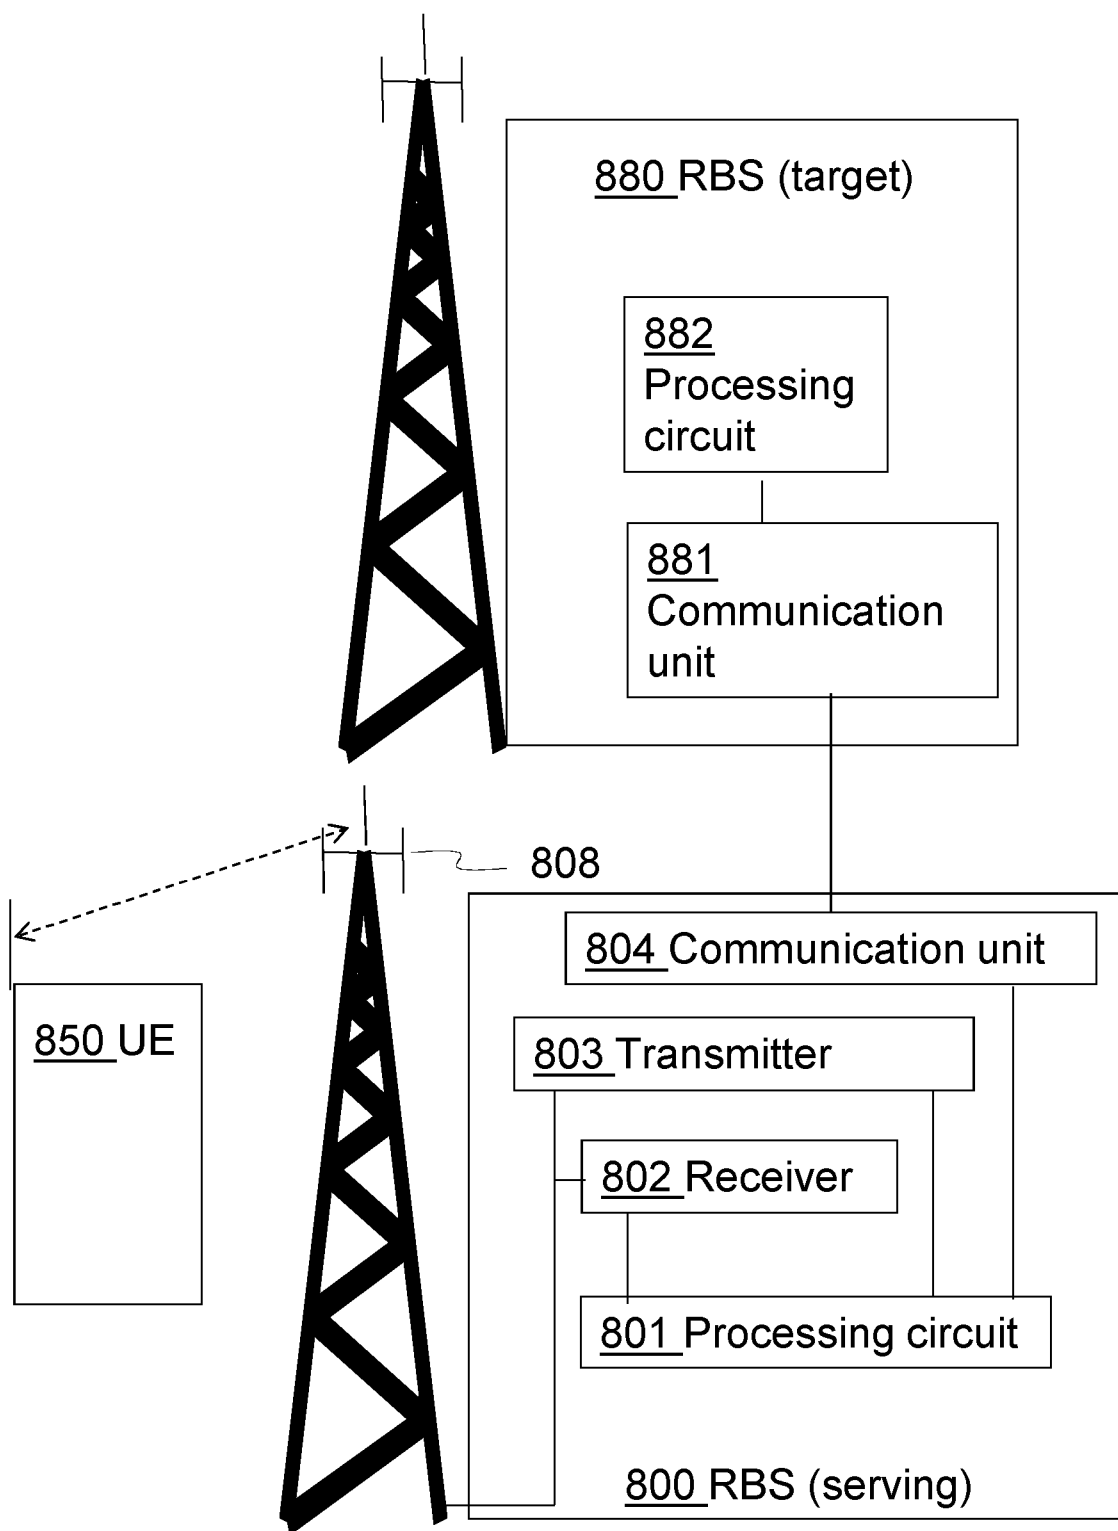 880 RBS (target)
882
Processing
circuit
881
Communication
unit
808
804 Communication unit
850 UE
803 Transmitter
802 Receiver
801 Processing circuit
800 RBS (serving)